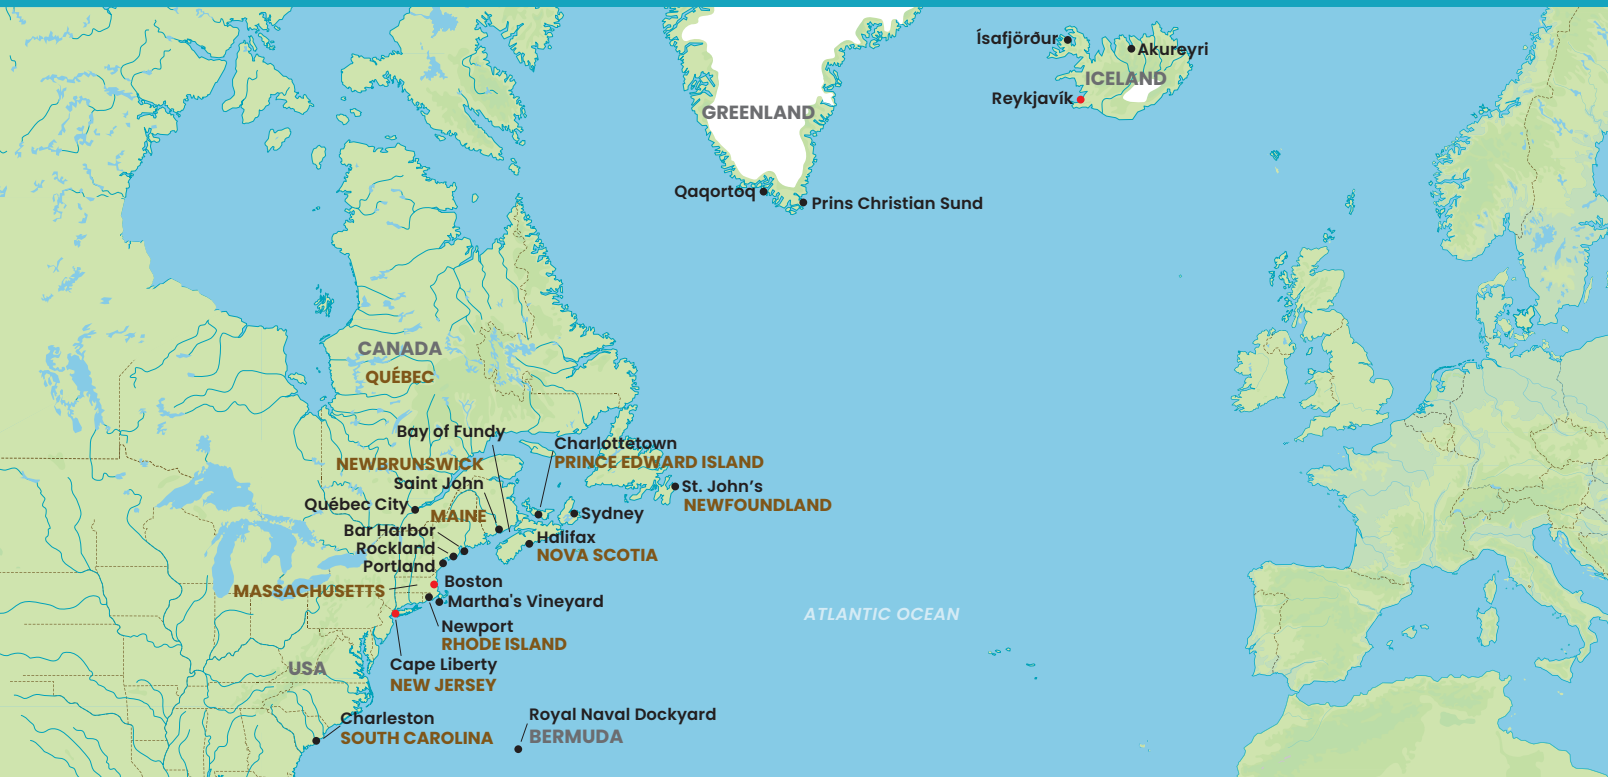 Ísafjörður
Akureyri
ICELAND
Reykjavík
GREENLAND
Qaqortoq
Prins Christian Sund
CANADA
QUÉBEC
Bay of Fundy
Charlottetown
PRINCE EDWARD ISLAND
NEWBRUNSWICK
Saint John
St. John’s
NEWFOUNDLAND
Québec City
MAINE
Sydney
Bar Harbor
Halifax
Rockland
NOVA SCOTIA
Portland
Boston
MASSACHUSETTS
Martha's Vineyard
ATLANTIC OCEAN
Newport
RHODE ISLAND
USA
Cape Liberty
NEW JERSEY
Charleston
SOUTH CAROLINA
Royal Naval Dockyard
BERMUDA